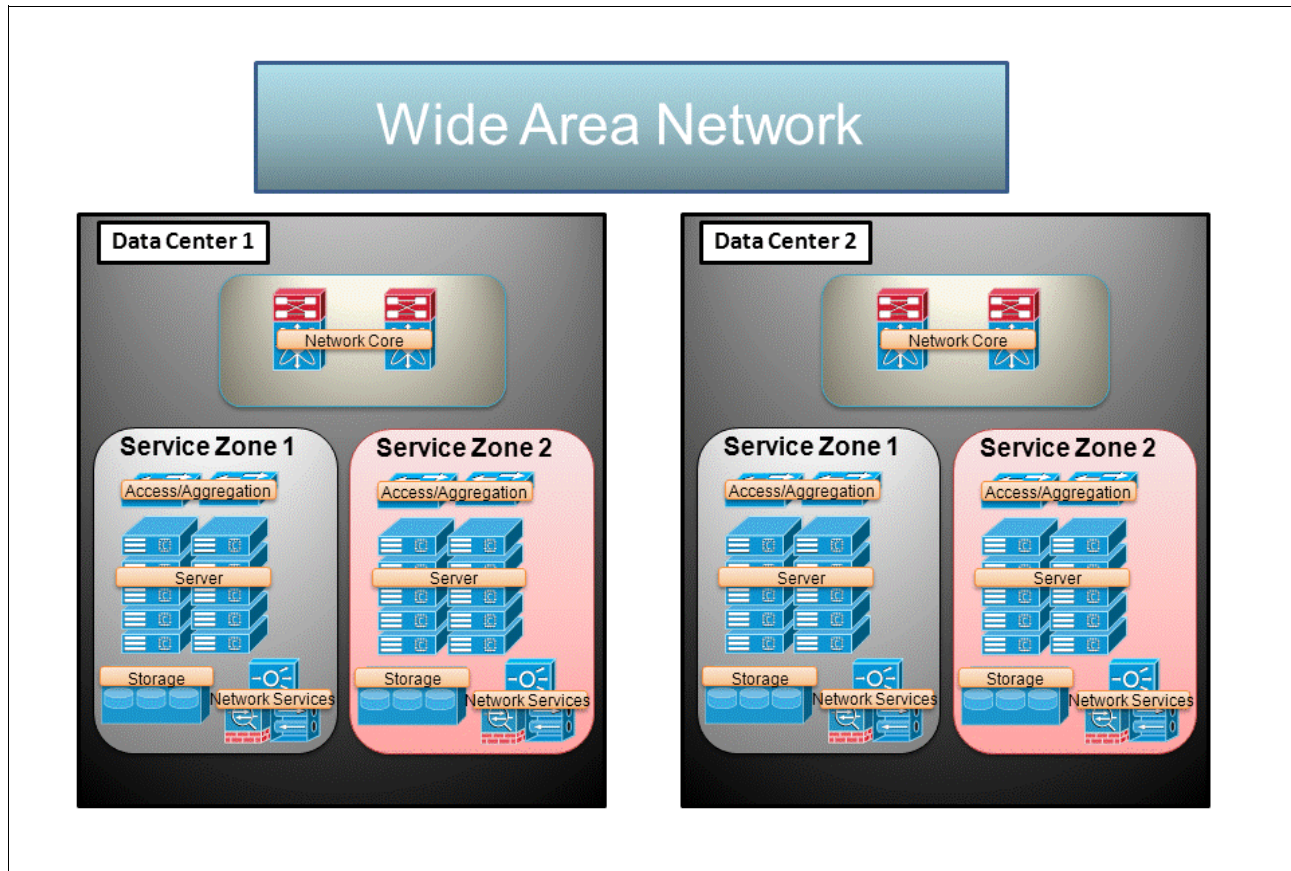 Wide Area Network
Data Center 1
Network Core
Service Zone 1
Access/Aggregation
Server
Storage
Network Services
Service Zone 2
Access/Aggregation
Server
Storage
Network Services
Data Center 2
Network Core
Service Zone 1
Access/Aggregation
Server
Storage
Network Services
Service Zone 2
Access/Aggregation
Server
Storage
Network Services